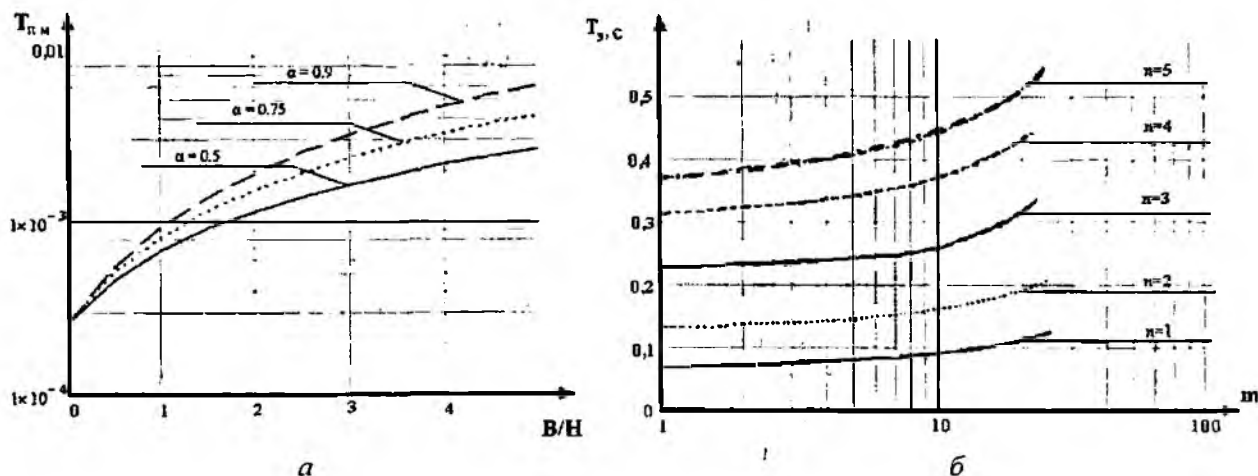 Tп м
0,01
α = 0.9
α = 0.75
α = 0.5
1×10⁻³
1×10⁻⁴
0 1 2 3 4
B/H
а
Tз, с
0,5
0,4
0,3
0,2
0,1
0
n=5
n=4
n=3
n=2
n=1
1 10 100
m
б